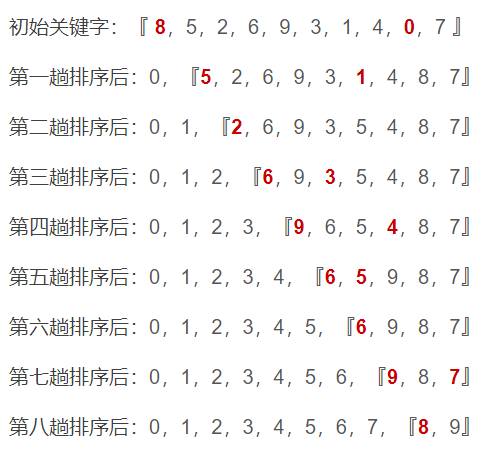 初始关键字：『 8，5，2，6，9，3，1，4，0，7 』
第一趟排序后：0，『5，2，6，9，3，1，4，8，7』
第二趟排序后：0，1，『2，6，9，3，5，4，8，7』
第三趟排序后：0，1，2，『6，9，3，5，4，8，7』
第四趟排序后：0，1，2，3，『9，6，5，4，8，7』
第五趟排序后：0，1，2，3，4，『6，5，9，8，7』
第六趟排序后：0，1，2，3，4，5，『6，9，8，7』
第七趟排序后：0，1，2，3，4，5，6，『9，8，7』
第八趟排序后：0，1，2，3，4，5，6，7，『8，9』